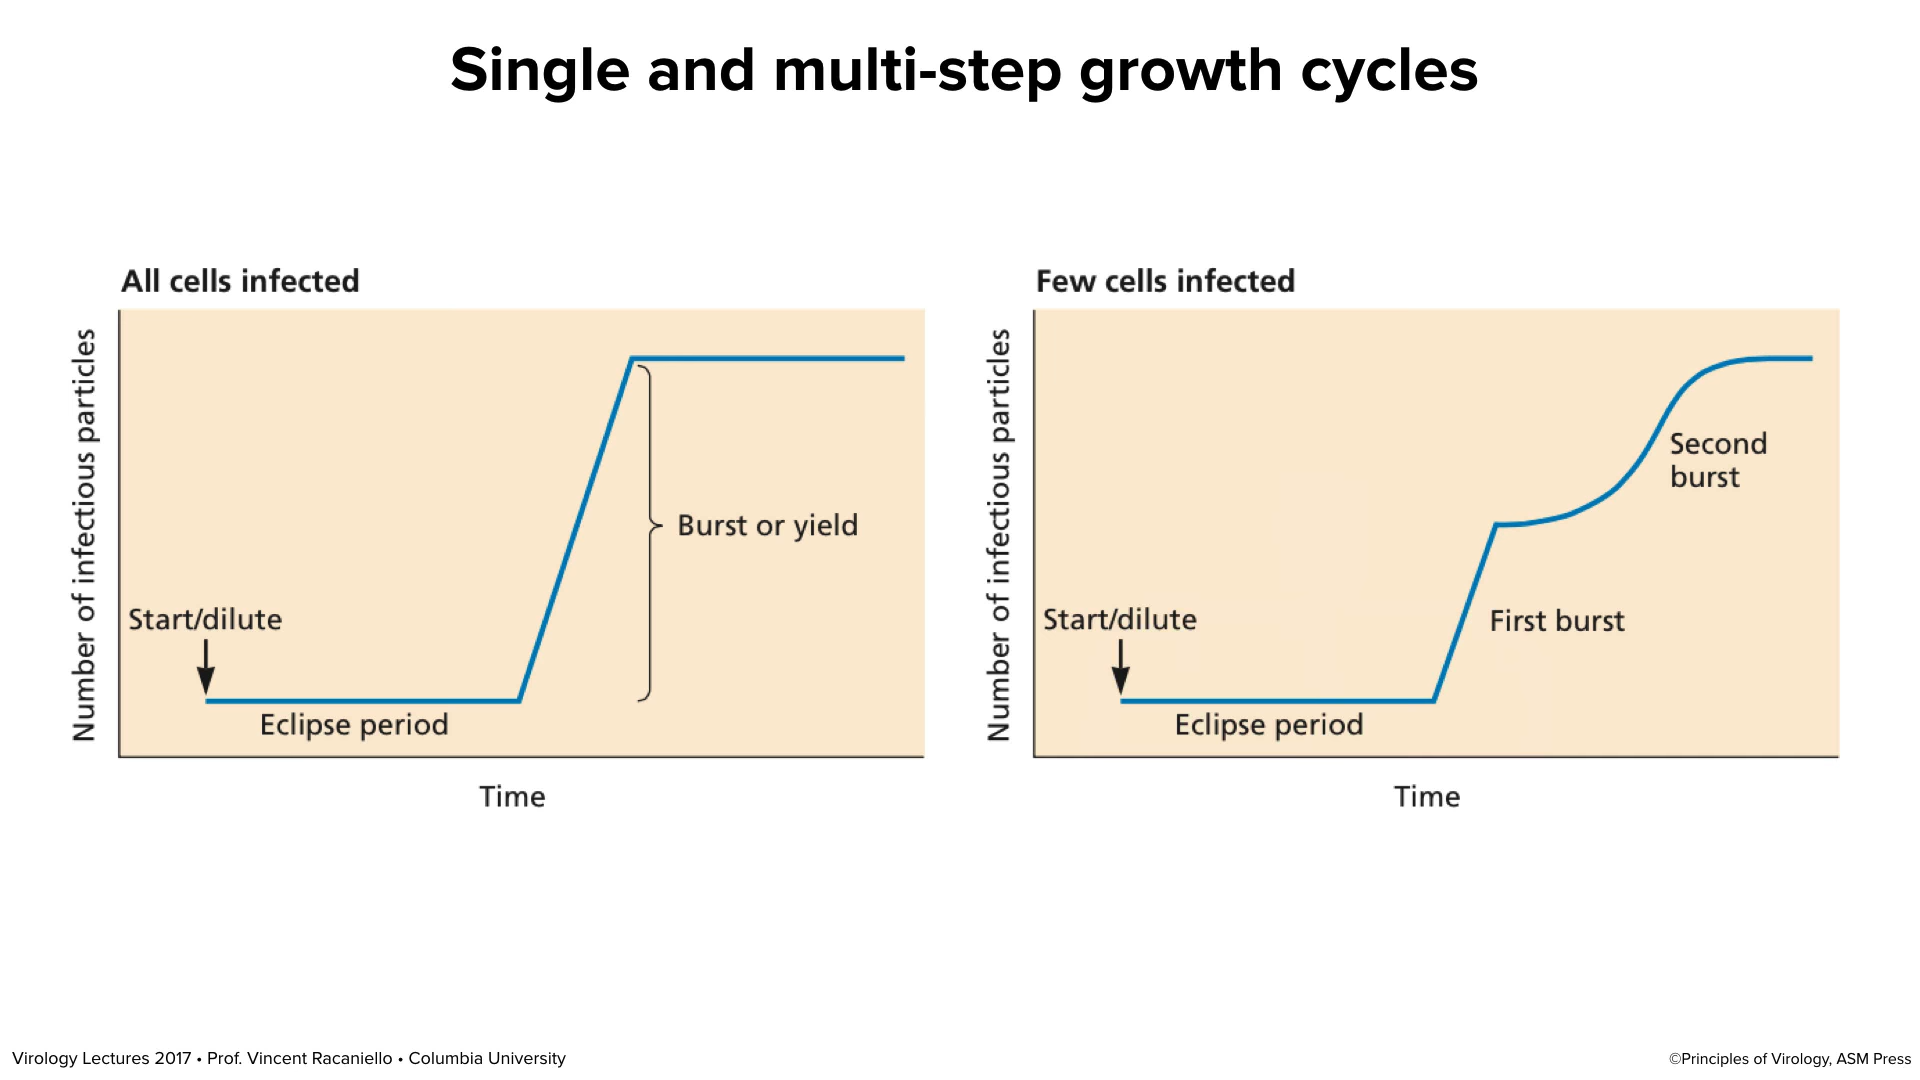 Single and multi-step growth cycles
All cells infected
Number of infectious particles
Start/dilute
Eclipse period
Burst or yield
Time
Few cells infected
Number of infectious particles
Start/dilute
Eclipse period
First burst
Second
burst
Time
Virology Lectures 2017 • Prof. Vincent Racaniello • Columbia University
©Principles of Virology, ASM Press